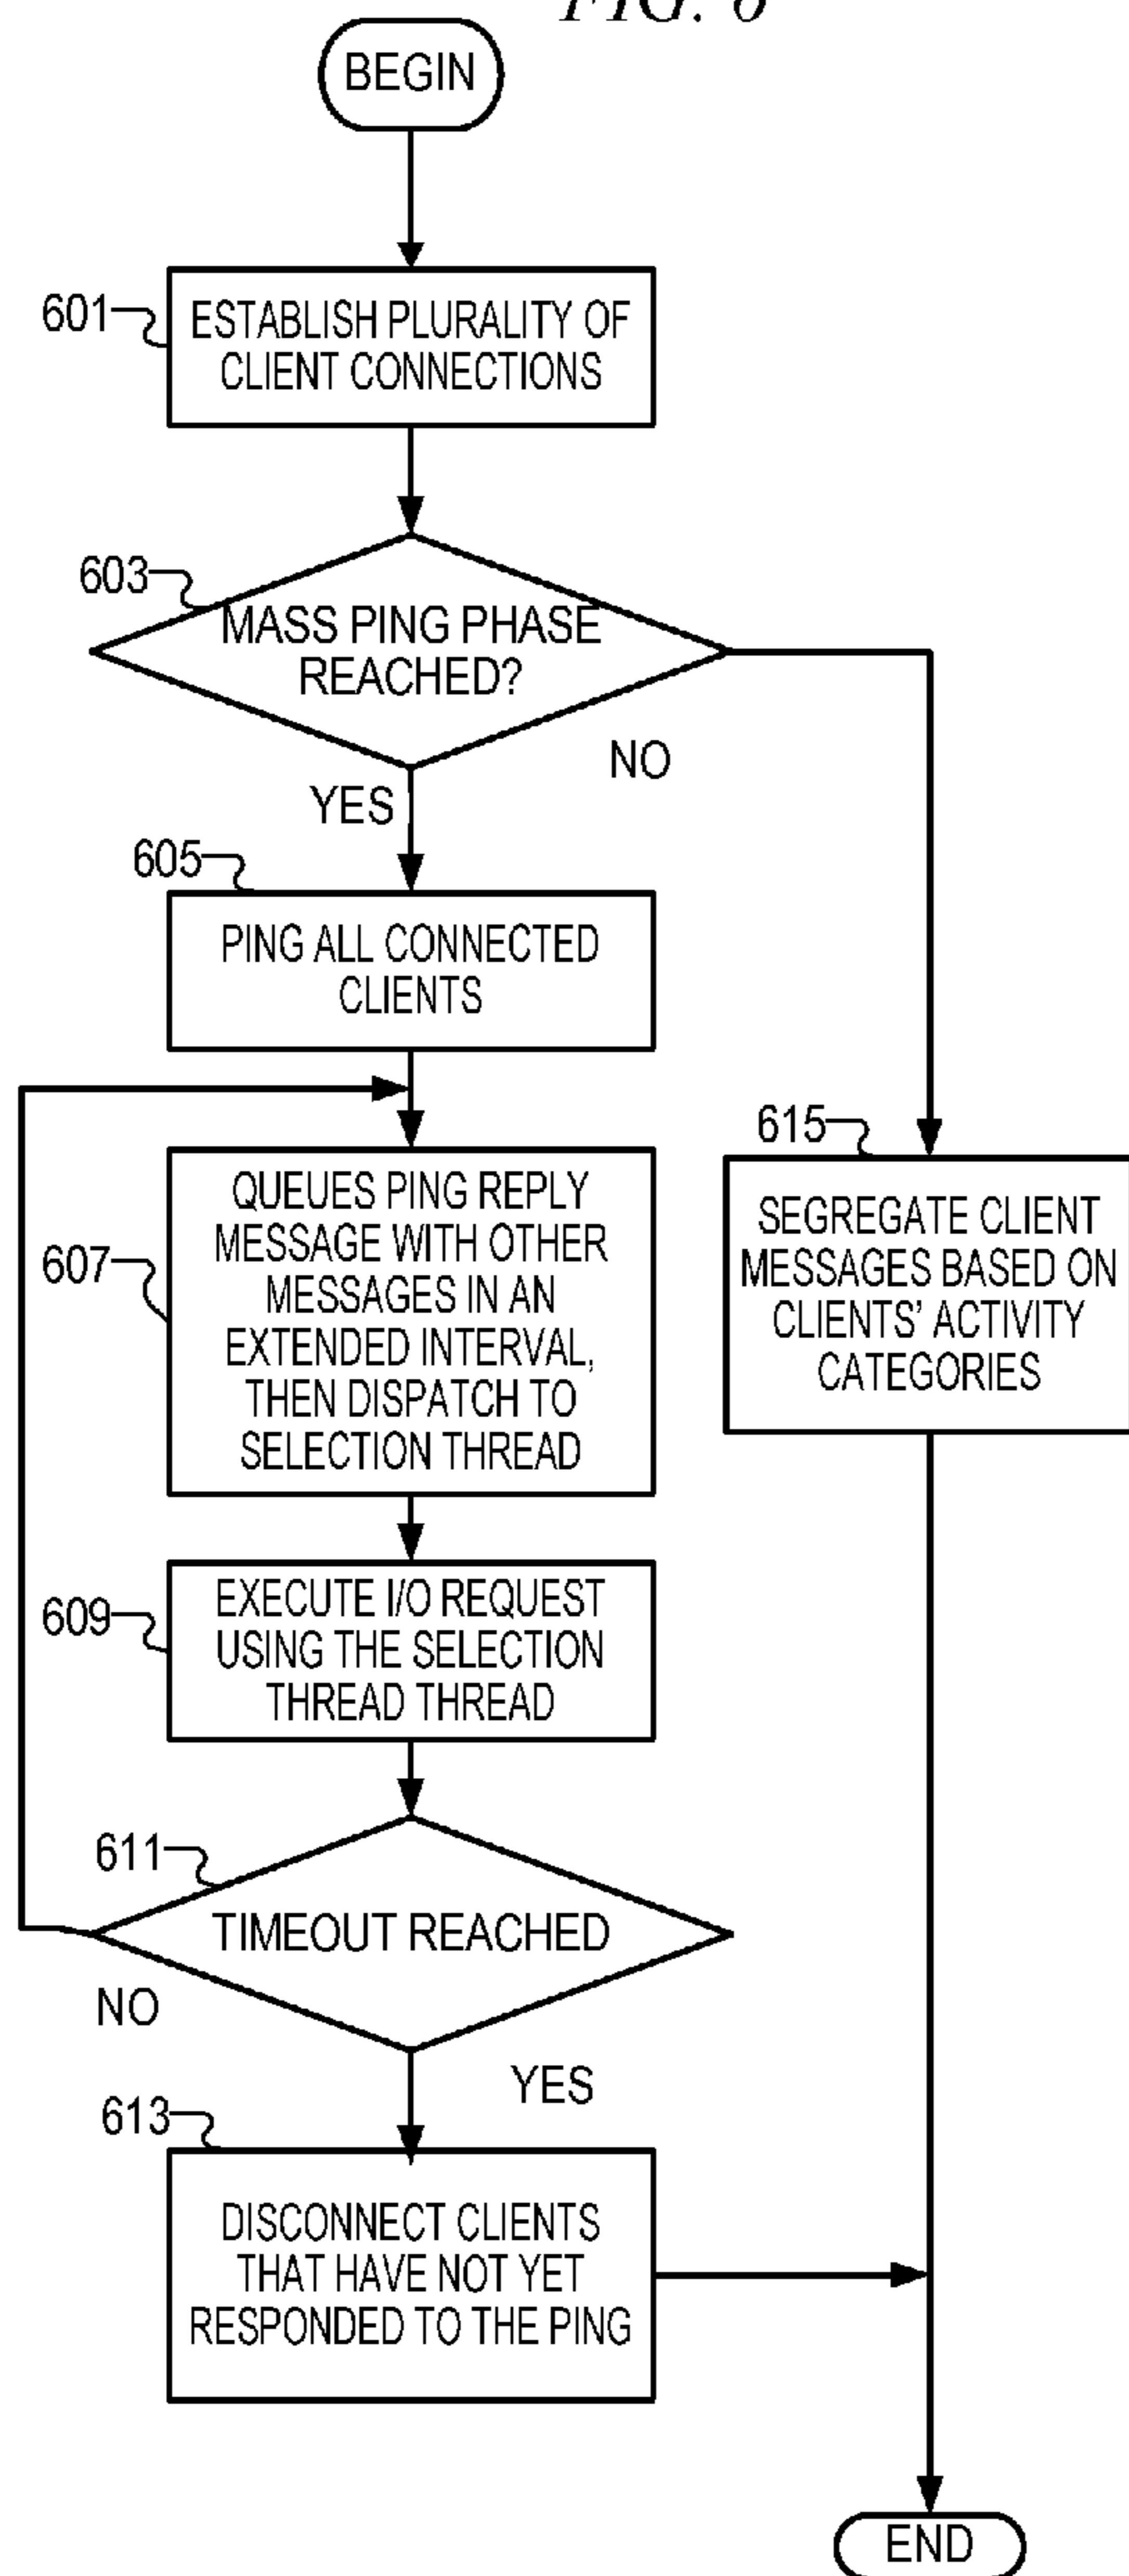 FIG. 6
BEGIN
601
ESTABLISH PLURALITY OF
CLIENT CONNECTIONS
603
MASS PING PHASE
REACHED?
NO
YES
605
PING ALL CONNECTED
CLIENTS
607
QUEUES PING REPLY
MESSAGE WITH OTHER
MESSAGES IN AN
EXTENDED INTERVAL,
THEN DISPATCH TO
SELECTION THREAD
615
SEGREGATE CLIENT
MESSAGES BASED ON
CLIENTS' ACTIVITY
CATEGORIES
609
EXECUTE I/O REQUEST
USING THE SELECTION
THREAD THREAD
611
TIMEOUT REACHED
NO
YES
613
DISCONNECT CLIENTS
THAT HAVE NOT YET
RESPONDED TO THE PING
END